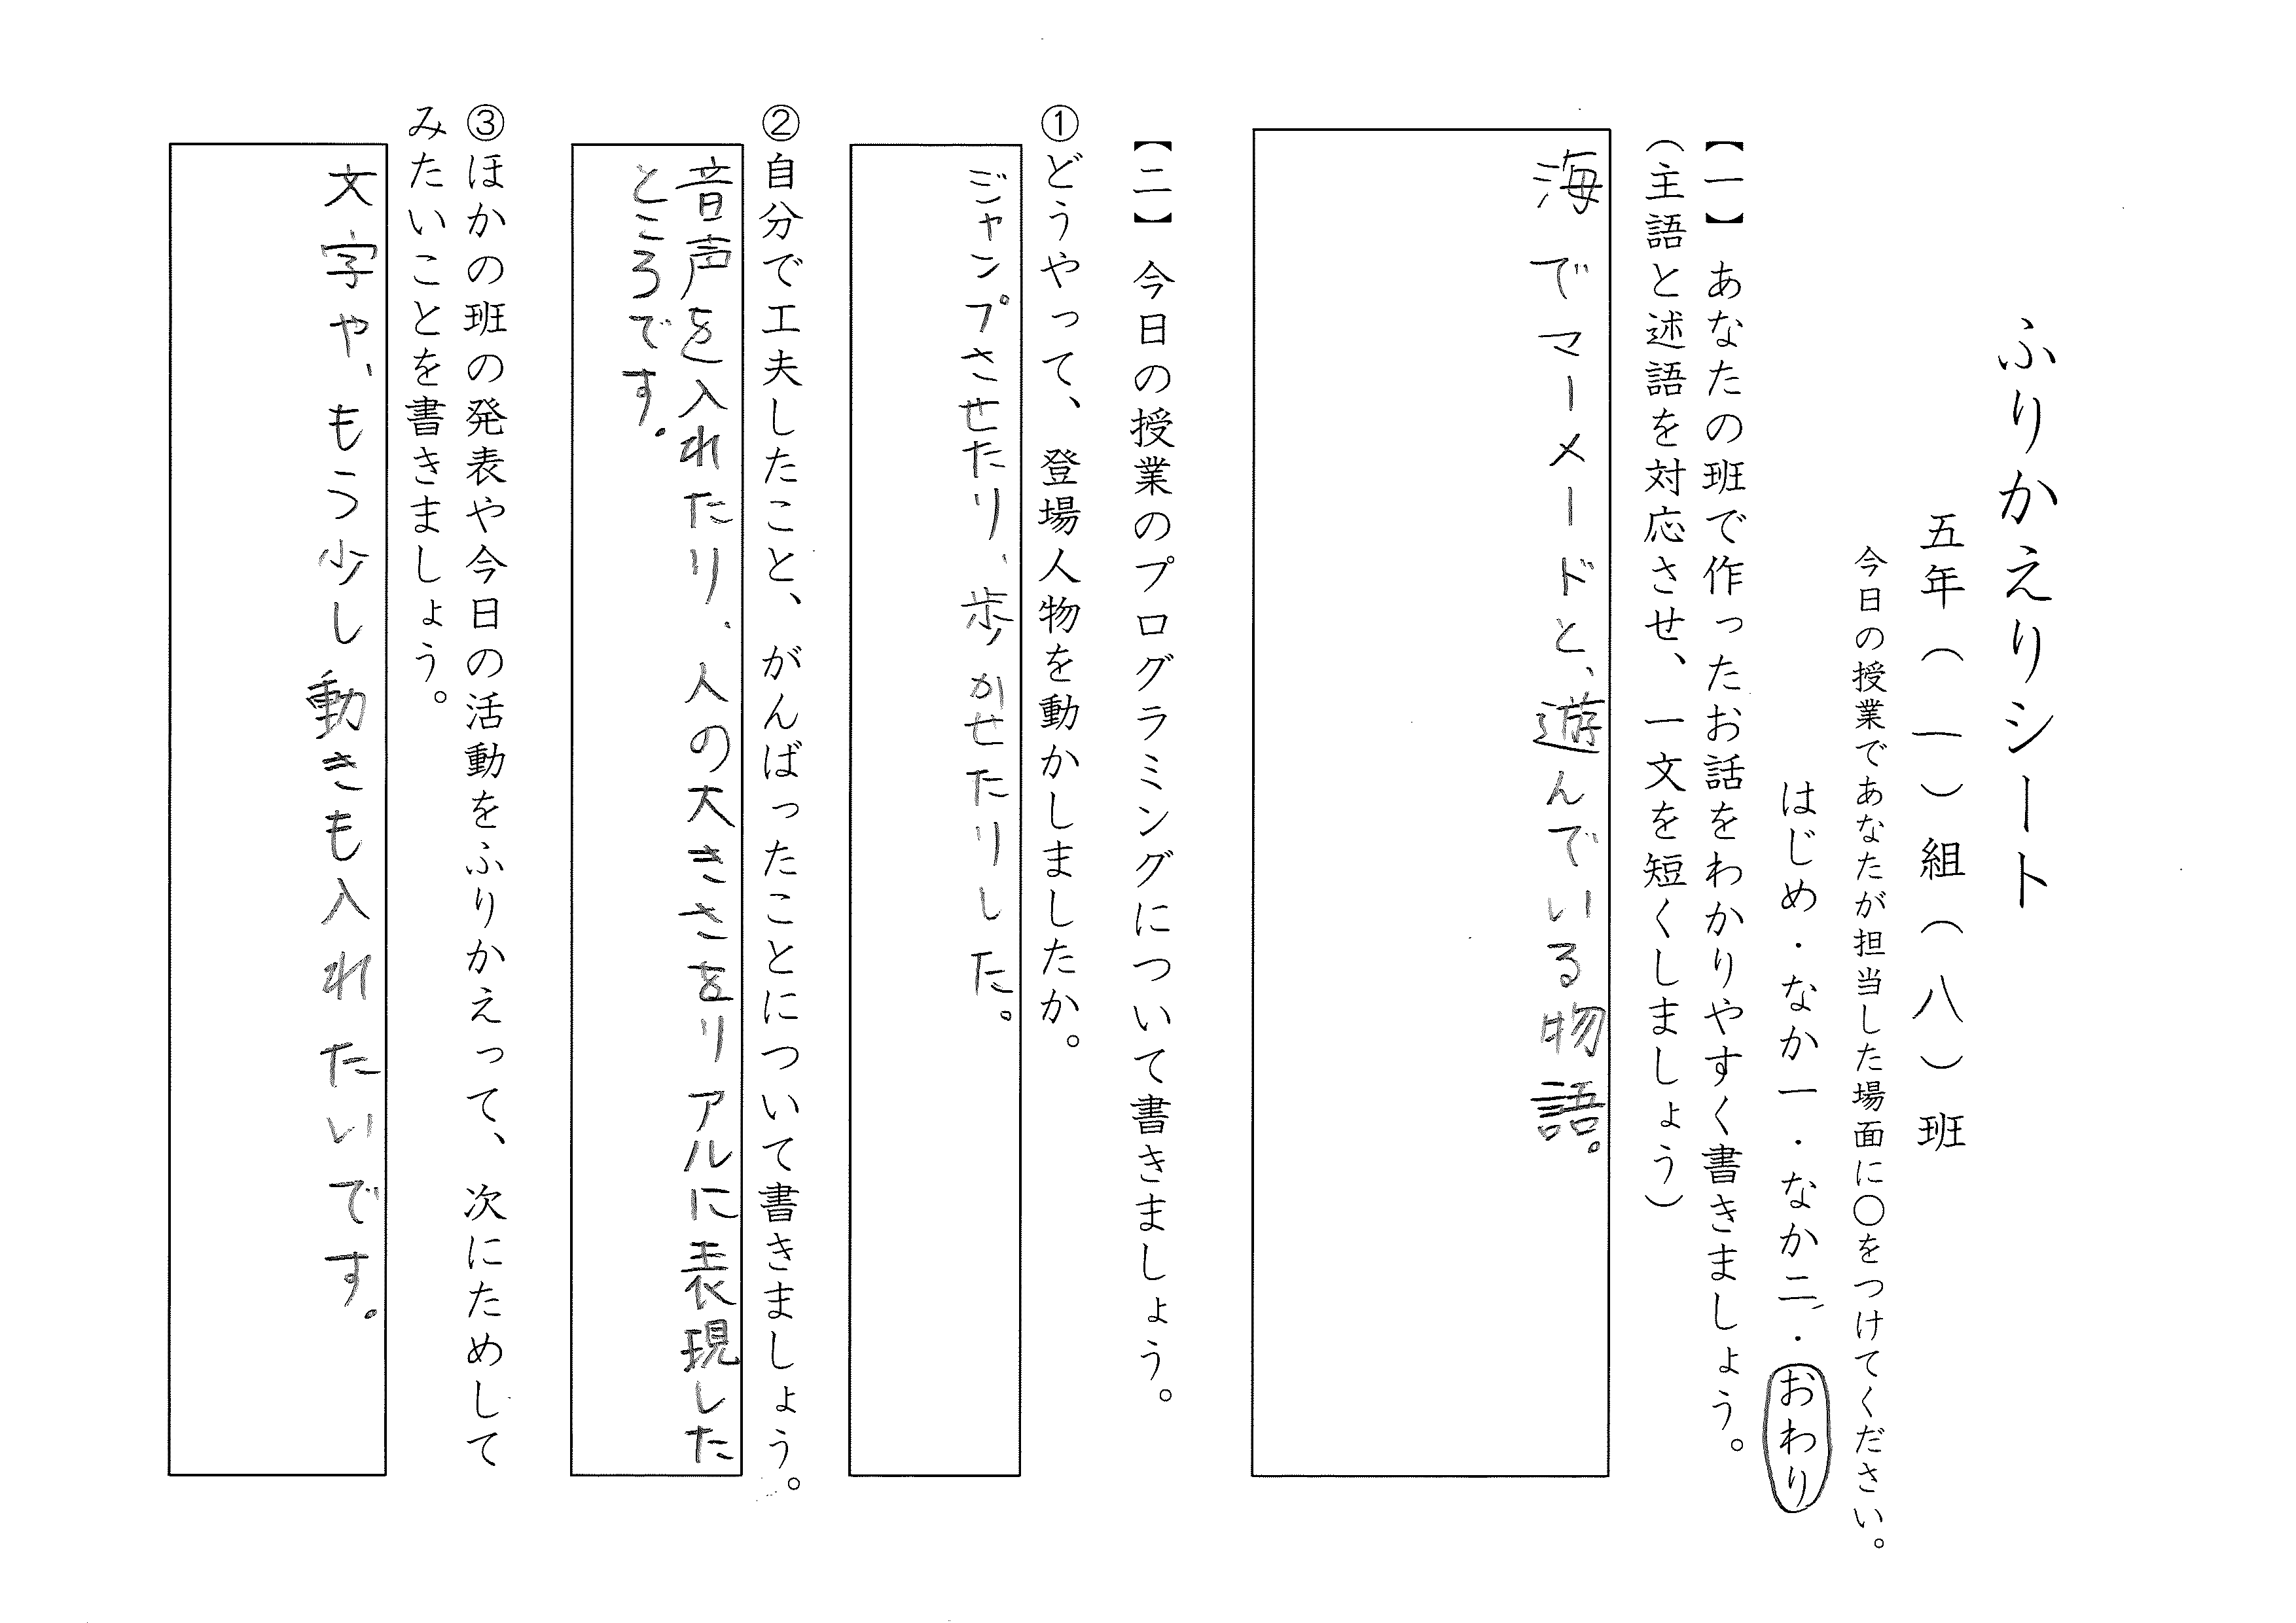 ふりかえりシート
五年（一）組（八）班
今日の授業であなたが担当した場面に〇をつけてください。
はじめ・なか一・なか二・おわり
【一】あなたの班で作ったお話をわかりやすく書きましょう。
（主語と述語を対応させ、一文を短くしましょう）
海でマーメードと、遊んでいる物語。
【二】今日の授業のプログラミングについて書きましょう。
①どうやって、登場人物を動かしましたか。
ジャンプさせたり、歩かせたりした。
②自分で工夫したこと、がんばったことについて書きましょう。
音声を入れたり、人の大きさをリアルに表現した
ところです。
③ほかの班の発表や今日の活動をふりかえって、次にためして
みたいことを書きましょう。
文字や、もう少し動きも入れたいです。